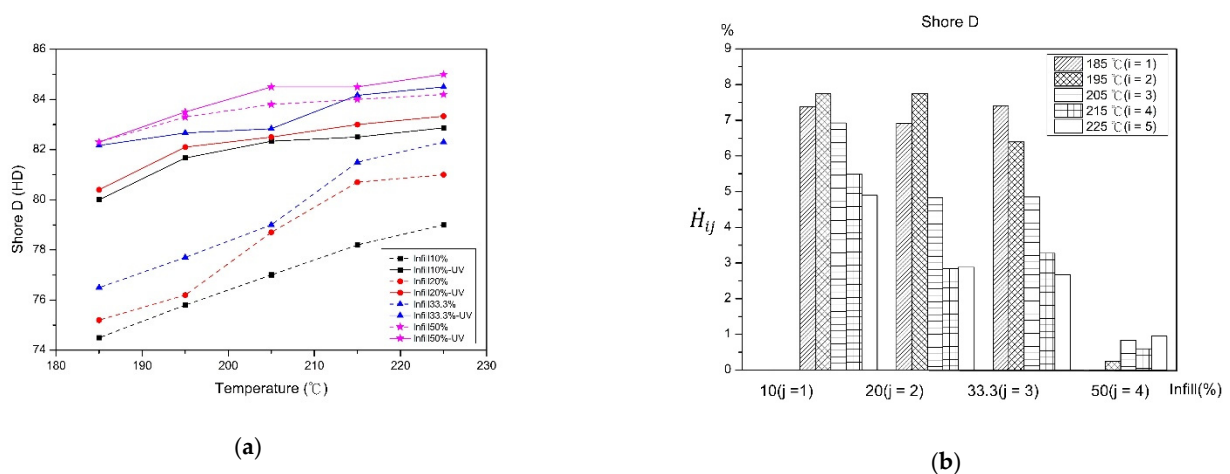 86
84
82
80
78
76
74
Shore D (HD)
Infill10%
Infill10%-UV
Infill20%
Infill20%-UV
Infill33.3%
Infill33.3%-UV
Infill50%
Infill50%-UV
180 190 200 210 220 230
Temperature (℃)
(a)
Shore D
%
9
8
7
6
5
4
3
2
1
0
Ḣij
185 ℃(i = 1)
195 ℃(i = 2)
205 ℃(i = 3)
215 ℃(i = 4)
225 ℃(i = 5)
10(j =1) 20(j = 2) 33.3(j = 3) 50(j = 4) Infill(%)
(b)